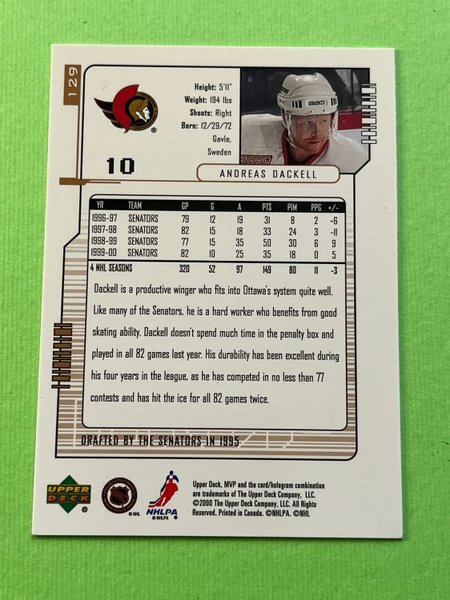 129
Height: 5'11"
Weight: 194 lbs
Shoots: Right
Born: 12/29/72
Gavle,
Sweden
10
ANDREAS DACKELL
YR TEAM GP G A PTS PIM PPG +/-
1996-97 SENATORS 79 12 19 31 8 2 -6
1997-98 SENATORS 82 15 18 33 24 3 -11
1998-99 SENATORS 77 15 35 50 30 6 9
1999-00 SENATORS 82 10 25 35 18 0 5
4 NHL SEASONS 320 52 97 149 80 11 -3
Dackell is a productive winger who fits into Ottawa's system quite well.
Like many of the Senators, he is a hard worker who benefits from good
skating ability. Dackell doesn't spend much time in the penalty box and
played in all 82 games last year. His durability has been excellent during
his four years in the league, as he has competed in no less than 77
contests and has hit the ice for all 82 games twice.
DRAFTED BY THE SENATORS IN 1995
UPPER
DECK
©NHL
NHLPA
©NHLPA
Upper Deck, MVP and the card/hologram combination
are trademarks of The Upper Deck Company, LLC.
©2000 The Upper Deck Company, LLC. All Rights
Reserved. Printed in Canada. ©NHLPA. ©NHL